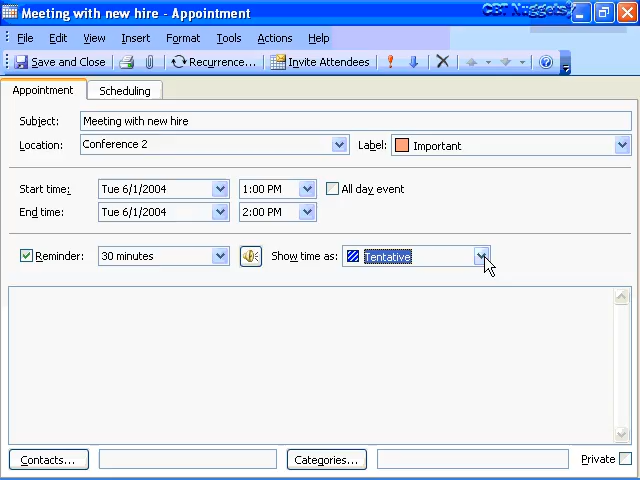 Meeting with new hire - Appointment
CBT Nuggets
File Edit View Insert Format Tools Actions Help
Save and Close Recurrence... Invite Attendees
Appointment Scheduling
Subject: Meeting with new hire
Location: Conference 2 Label: Important
Start time: Tue 6/1/2004 1:00 PM All day event
End time: Tue 6/1/2004 2:00 PM
Reminder: 30 minutes Show time as: Tentative
Contacts... Categories... Private